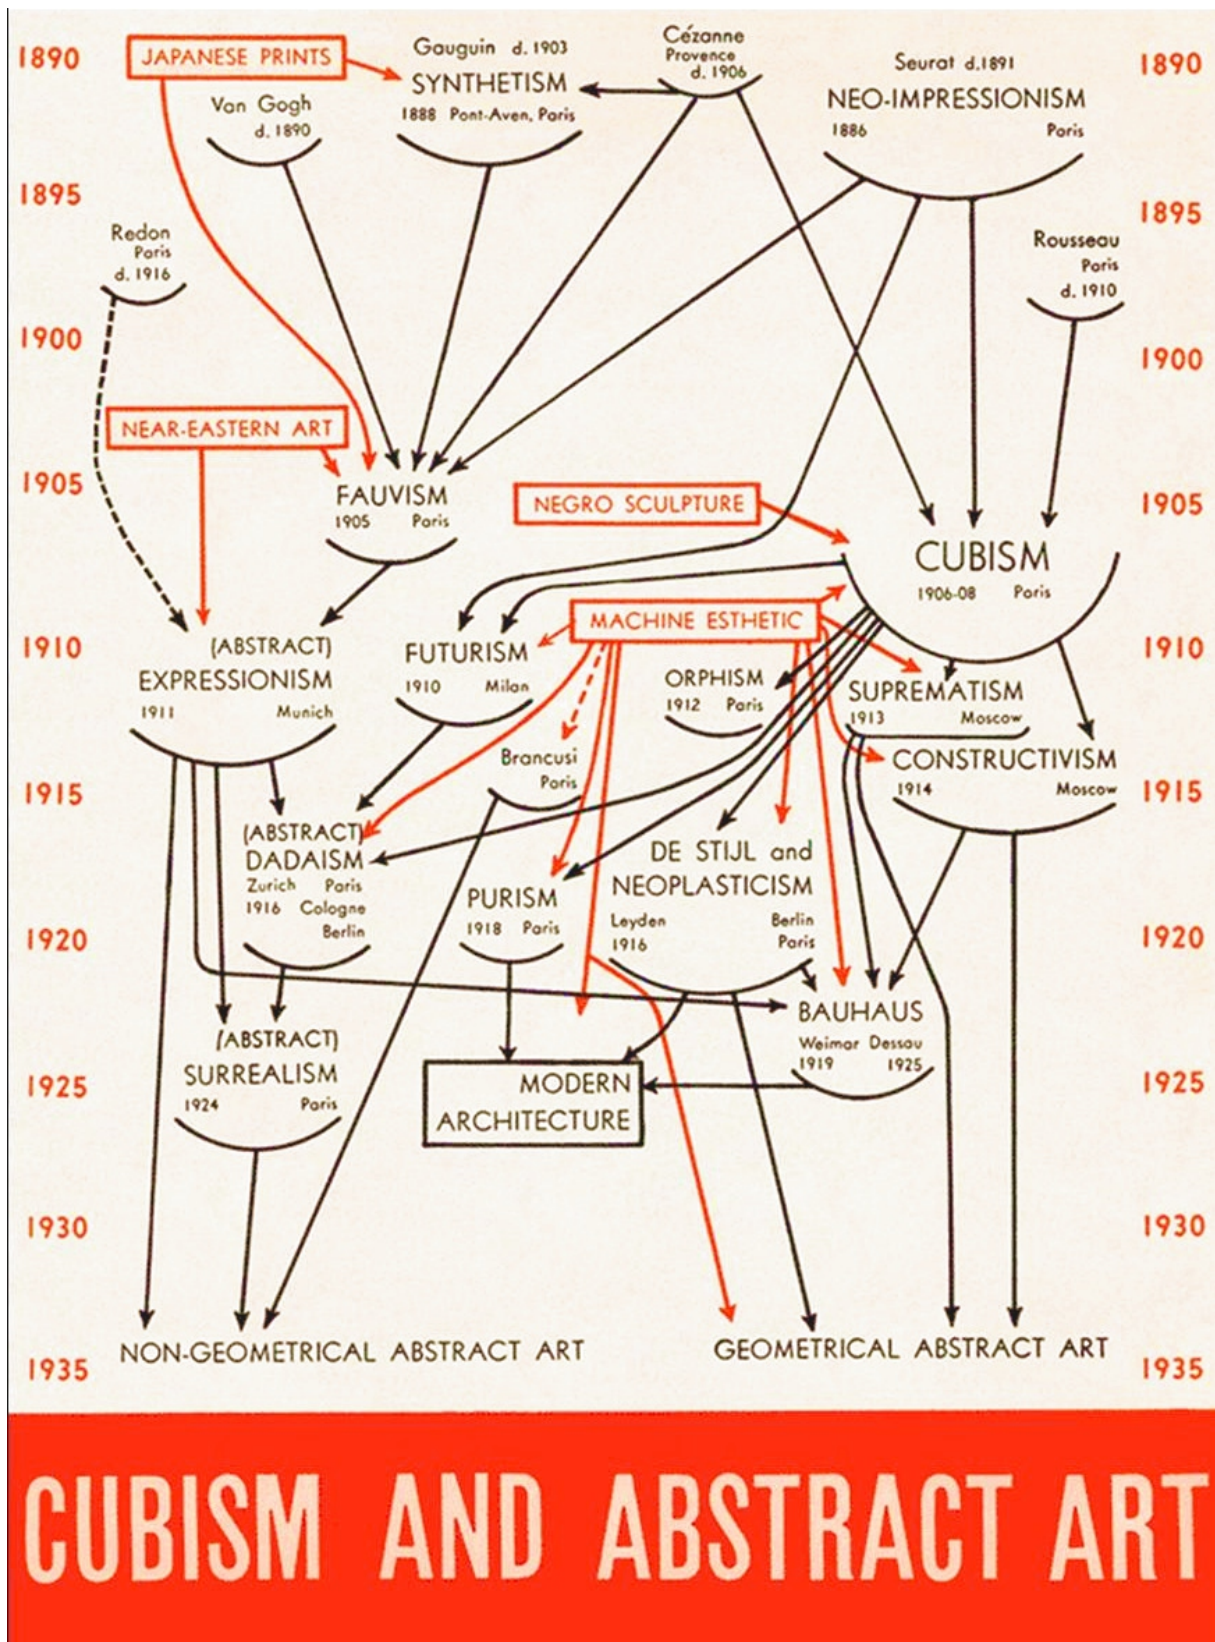 1890
JAPANESE PRINTS
Gauguin d. 1903
SYNTHETISM
1888 Pont-Aven, Paris
Cézanne
Provence
d. 1906
Seurat d.1891
NEO-IMPRESSIONISM
1886 Paris
1890
Van Gogh
d. 1890
1895
1895
Redon
Paris
d. 1916
Rousseau
Paris
d. 1910
1900
1900
NEAR-EASTERN ART
1905
FAUVISM
1905 Paris
NEGRO SCULPTURE
1905
CUBISM
1906-08 Paris
MACHINE ESTHETIC
1910
(ABSTRACT)
EXPRESSIONISM
1911 Munich
FUTURISM
1910 Milan
ORPHISM
1912 Paris
SUPREMATISM
1913 Moscow
1910
Brancusi
Paris
CONSTRUCTIVISM
1914 Moscow
1915
1915
(ABSTRACT)
DADAISM
Zurich Paris
1916 Cologne
Berlin
PURISM
1918 Paris
DE STIJL and
NEOPLASTICISM
Leyden Berlin
1916 Paris
1920
1920
(ABSTRACT)
SURREALISM
1924 Paris
BAUHAUS
Weimar Dessau
1919 1925
MODERN
ARCHITECTURE
1925
1925
1930
1930
NON-GEOMETRICAL ABSTRACT ART
GEOMETRICAL ABSTRACT ART
1935
1935
CUBISM AND ABSTRACT ART